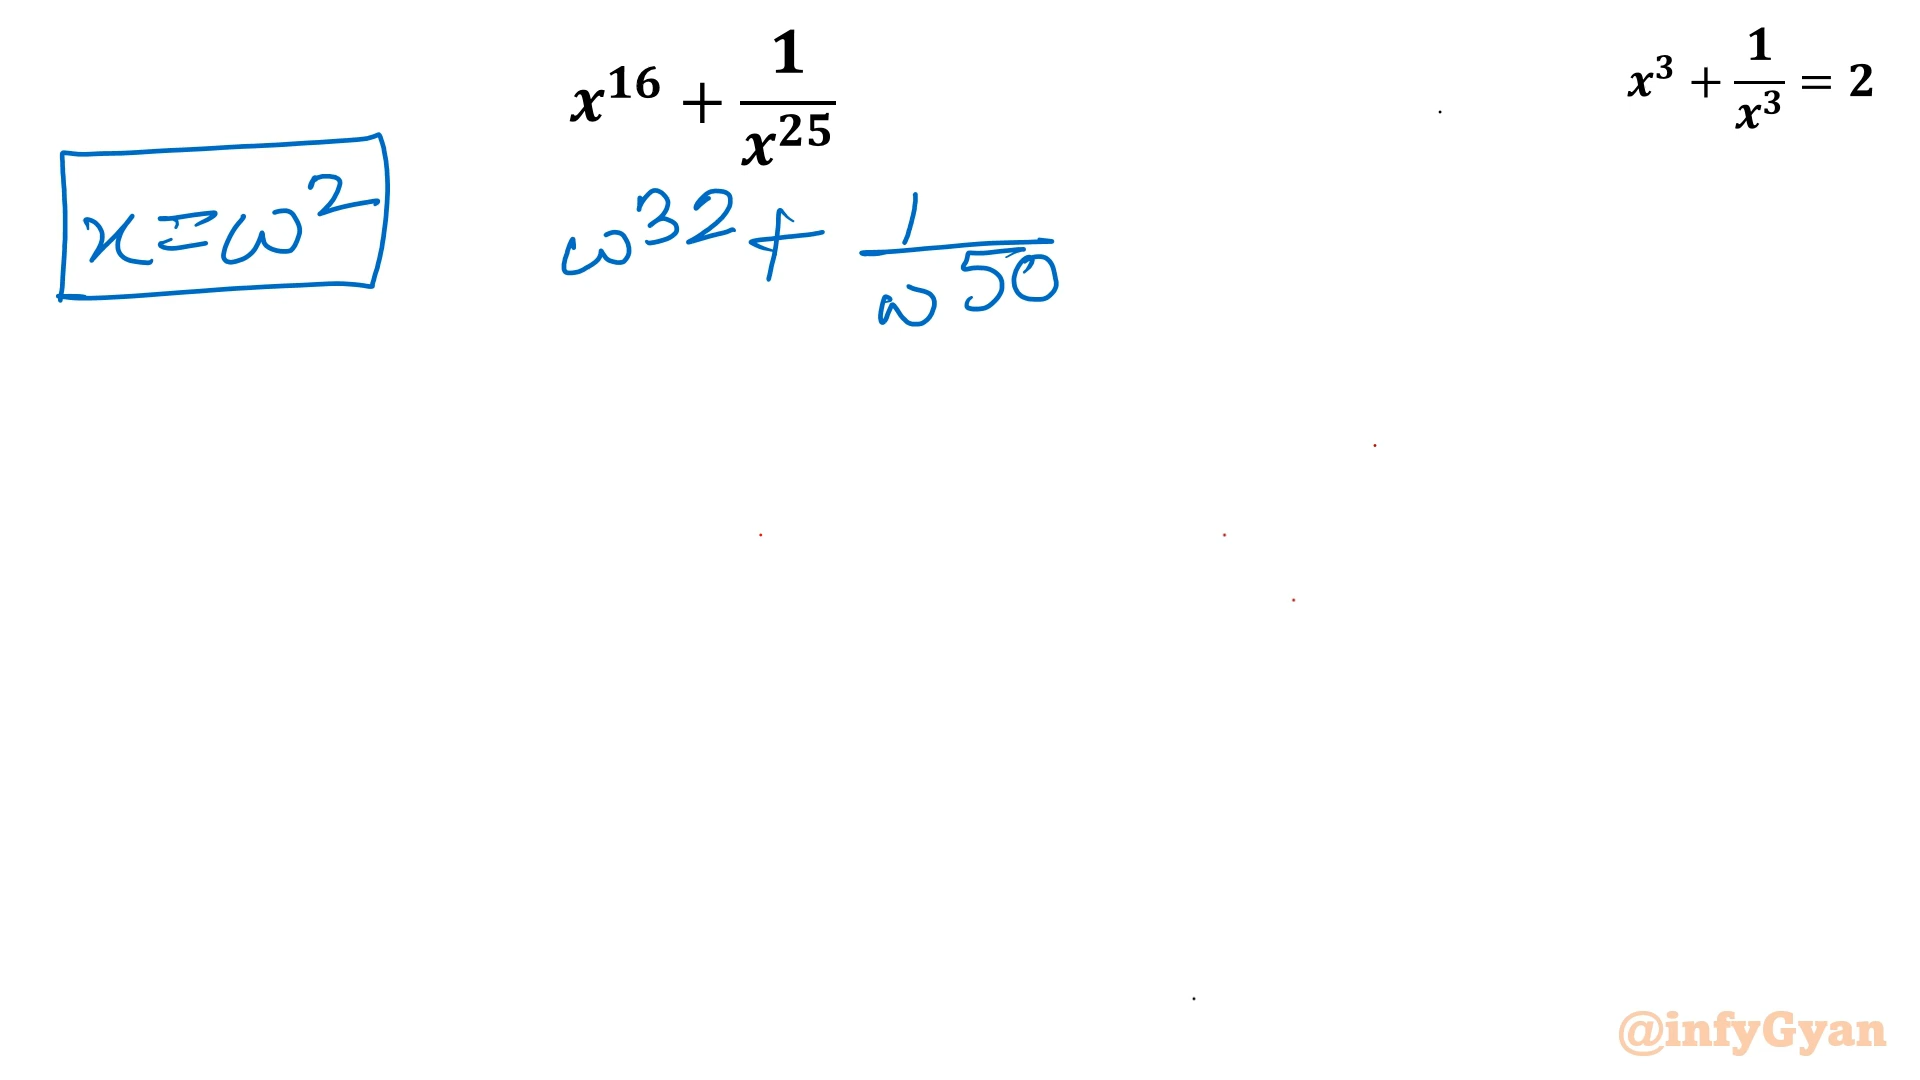 x^16 + 1/x^25
x^3 + 1/x^3 = 2
x = ω^2
ω^32 + 1/ω^50
@infyGyan